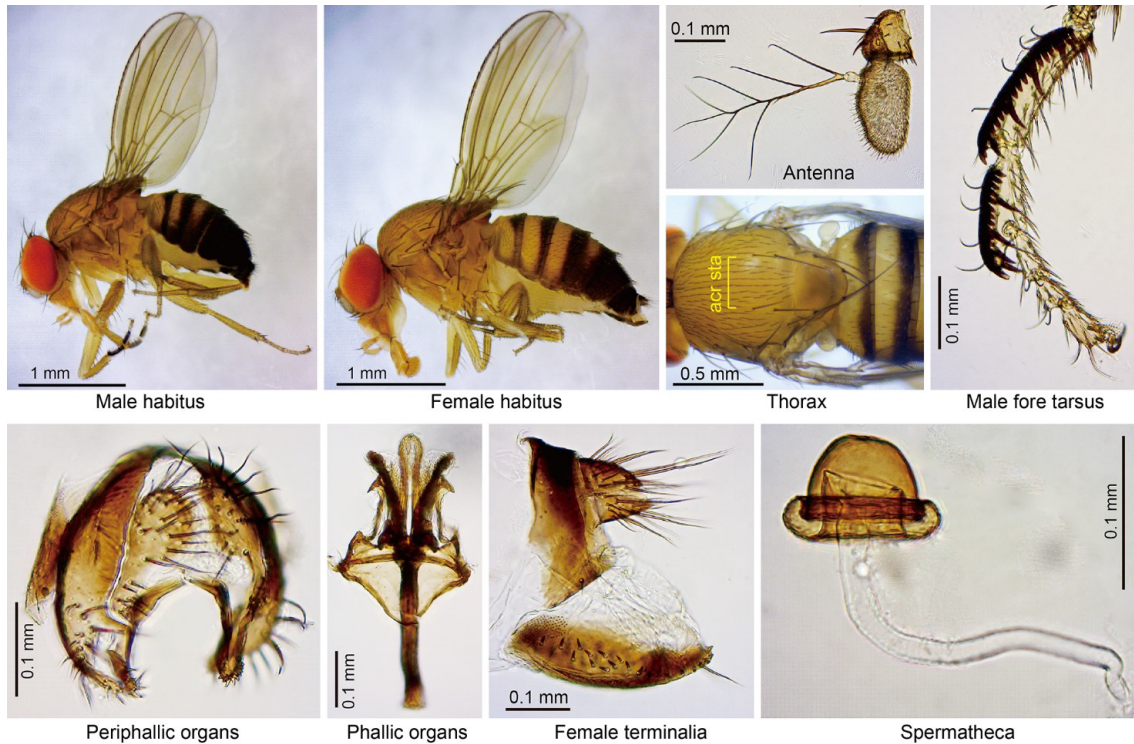 0.1 mm
Antenna
acr sta
1 mm
1 mm
0.5 mm
0.1 mm
Male habitus
Female habitus
Thorax
Male fore tarsus
0.1 mm
0.1 mm
0.1 mm
0.1 mm
Periphallic organs
Phallic organs
Female terminalia
Spermatheca